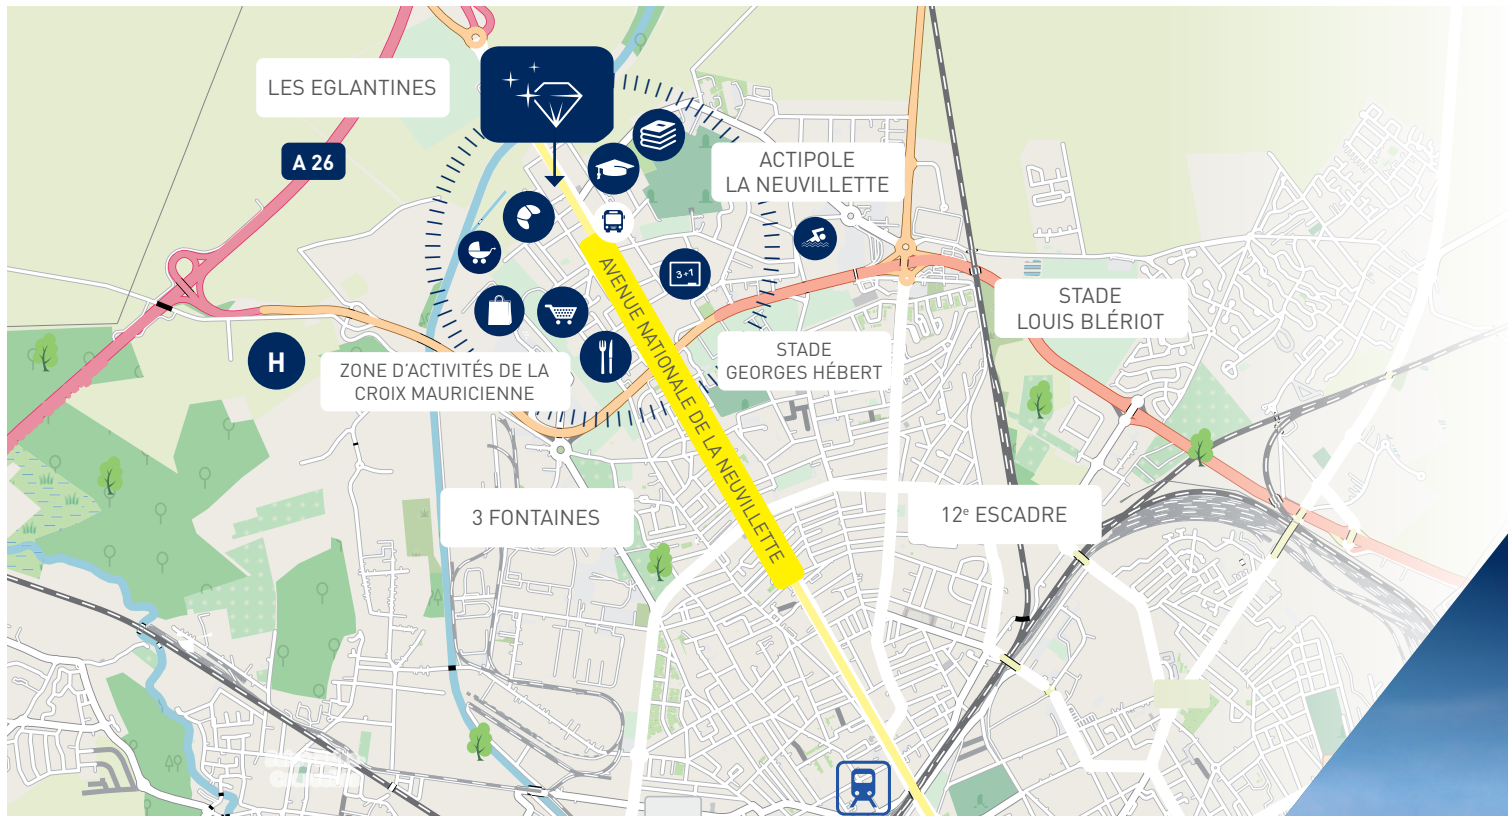 LES EGLANTINES
A 26
ACTIPOLE
LA NEUVILLETTE
3+1
AVENUE NATIONALE DE LA NEUVILLETTE
STADE
LOUIS BLÉRIOT
H
ZONE D'ACTIVITÉS DE LA
CROIX MAURICIENNE
STADE
GEORGES HÉBERT
3 FONTAINES
12e ESCADRE